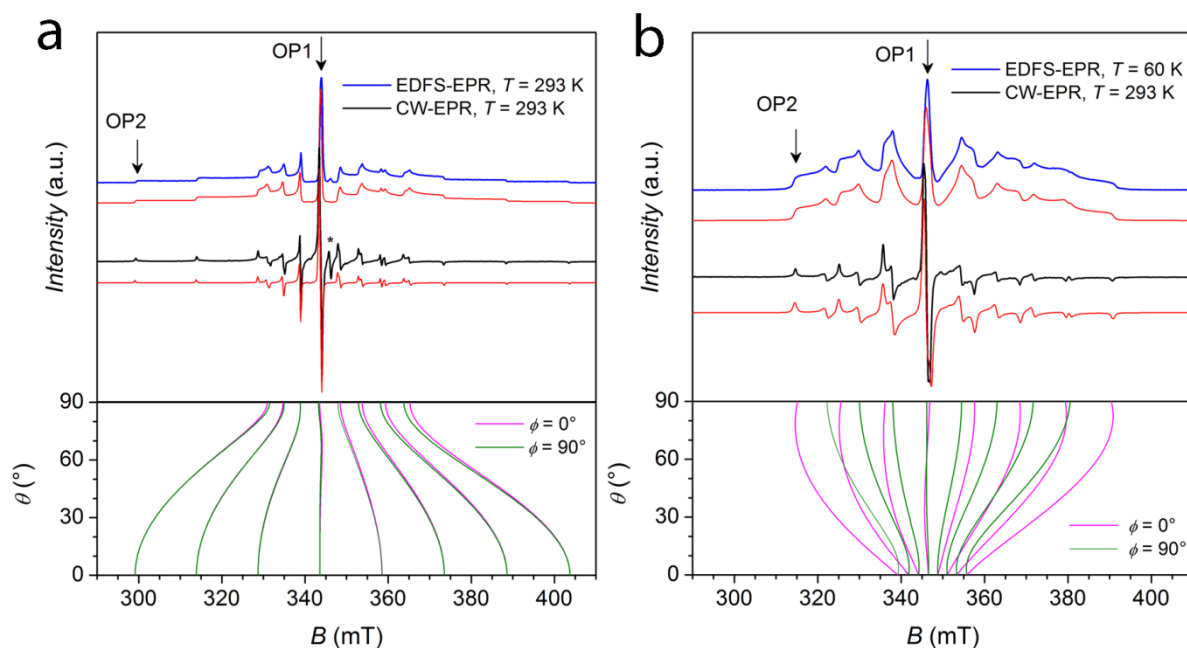 a
OP1
EDFS-EPR, T = 293 K
CW-EPR, T = 293 K
OP2
*
Intensity (a.u.)
90
ϕ = 0°
ϕ = 90°
60
30
0
θ (°)
300 320 340 360 380 400
B (mT)
b
OP1
EDFS-EPR, T = 60 K
CW-EPR, T = 293 K
OP2
Intensity (a.u.)
90
60
30
0
θ (°)
ϕ = 0°
ϕ = 90°
300 320 340 360 380 400
B (mT)